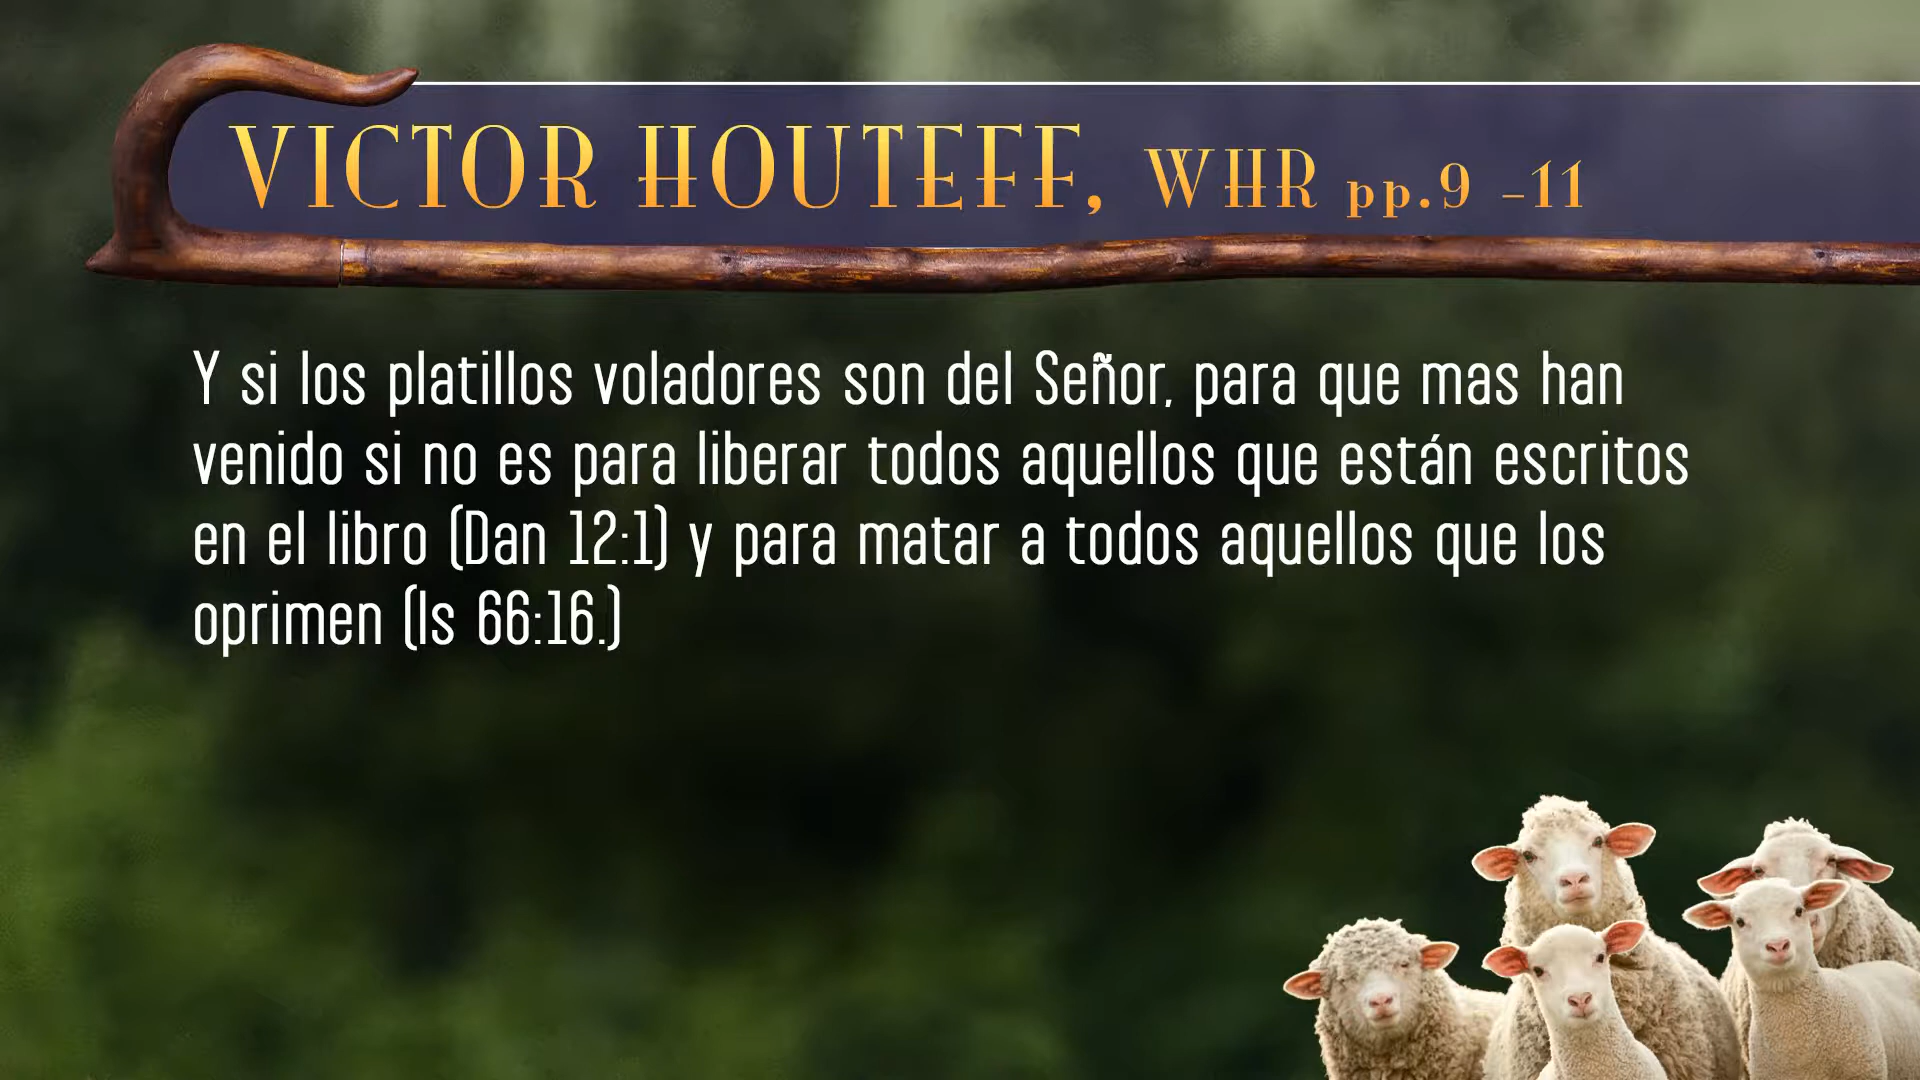 VICTOR HOUTEFF, WHR pp.9 -11
Y si los platillos voladores son del Señor, para que mas han
venido si no es para liberar todos aquellos que están escritos
en el libro (Dan 12:1) y para matar a todos aquellos que los
oprimen (Is 66:16.)